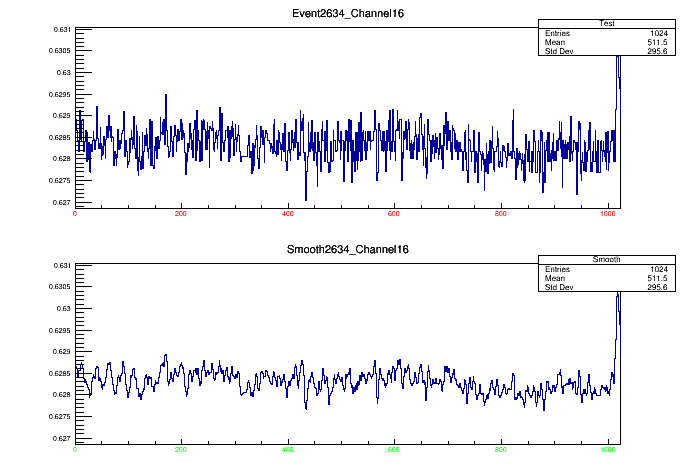 Event2634_Channel16
Test
Entries 1024
Mean 511.5
Std Dev 295.6
0.631
0.6305
0.63
0.6295
0.629
0.6285
0.628
0.6275
0.627
0 200 400 600 800 1000
Smooth2634_Channel16
Smooth
Entries 1024
Mean 511.5
Std Dev 295.6
0.631
0.6305
0.63
0.6295
0.629
0.6285
0.628
0.6275
0.627
0 200 400 600 800 1000